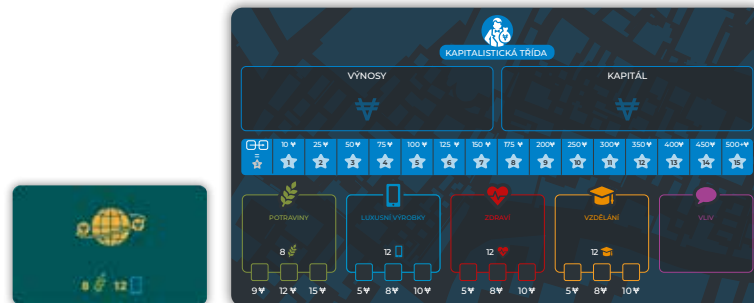 KAPITALISTICKÁ TŘÍDA
VÝNOSY
KAPITÁL
10 ₩ 25 ₩ 50 ₩ 75 ₩ 100 ₩ 125 ₩ 150 ₩ 175 ₩ 200₩ 250₩ 300₩ 350₩ 400₩ 450₩ 500+₩
=
1 2 3 4 5 6 7 8 9 10 11 12 13 14 15
POTRAVINY
LUXUSNÍ VÝROBKY
ZDRAVÍ
VZDĚLÁNÍ
VLIV
8
12
12
12
8 12
9₩ 12₩ 15₩
5₩ 8₩ 10₩
5₩ 8₩ 10₩
5₩ 8₩ 10₩